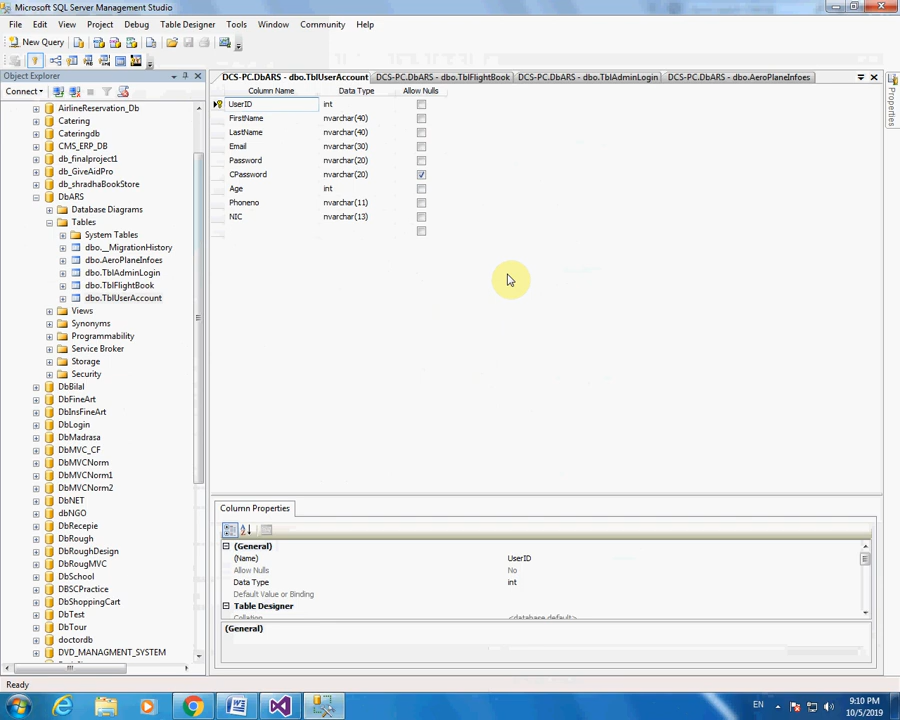 Microsoft SQL Server Management Studio
File Edit View Project Debug Table Designer Tools Window Community Help
New Query
Object Explorer
Connect
AirlineReservation_Db
Catering
Cateringdb
CMS_ERP_DB
db_finalproject1
db_GiveAidPro
db_shradhaBookStore
DbARS
Database Diagrams
Tables
System Tables
dbo.__MigrationHistory
dbo.AeroPlaneInfoes
dbo.TblAdminLogin
dbo.TblFlightBook
dbo.TblUserAccount
Views
Synonyms
Programmability
Service Broker
Storage
Security
DbBilal
DbFineArt
DbInsFineArt
DbLogin
DbMadrasa
DbMVC_CF
DbMVCNorm
DbMVCNorm1
DbMVCNorm2
DbNET
dbNGO
DbRecepie
DbRough
DbRoughDesign
DbRougMVC
DbSchool
DBSCPractice
DbShoppingCart
DbTest
DbTour
doctordb
DVD_MANAGMENT_SYSTEM
DCS-PC.DbARS - dbo.TblUserAccount DCS-PC.DbARS - dbo.TblFlightBook DCS-PC.DbARS - dbo.TblAdminLogin DCS-PC.DbARS - dbo.AeroPlaneInfoes
Column Name Data Type Allow Nulls
UserID int
FirstName nvarchar(40)
LastName nvarchar(40)
Email nvarchar(30)
Password nvarchar(20)
CPassword nvarchar(20)
Age int
Phoneno nvarchar(11)
NIC nvarchar(13)
Column Properties
(General)
(Name) UserID
Allow Nulls No
Data Type int
Default Value or Binding
Table Designer
Collation <database default>
(General)
Properties
Ready
EN
9:10 PM
10/5/2019